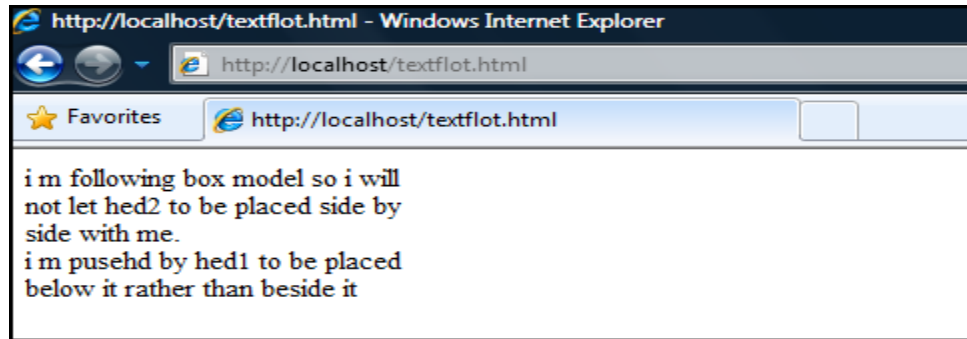 http://localhost/textflot.html - Windows Internet Explorer
http://localhost/textflot.html
Favorites http://localhost/textflot.html
i m following box model so i will
not let hed2 to be placed side by
side with me.
i m pusehd by hed1 to be placed
below it rather than beside it